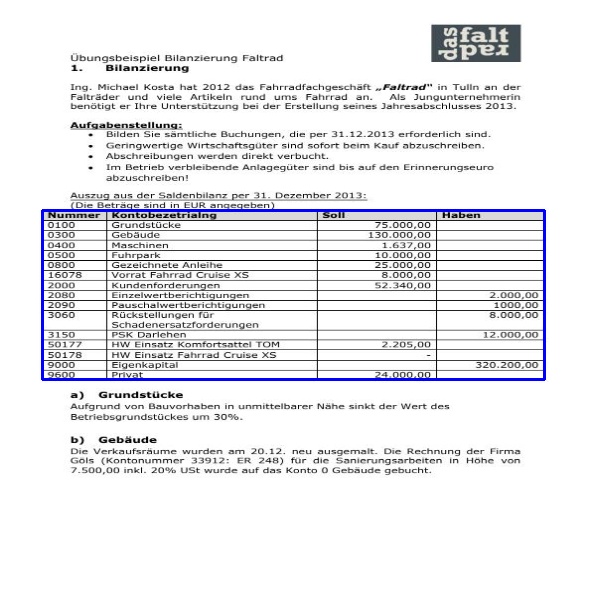 das falt rad
Übungsbeispiel Bilanzierung Faltrad
1. Bilanzierung
Ing. Michael Kosta hat 2012 das Fahrradfachgeschäft „Faltrad“ in Tulln an der
Falträder und viele Artikeln rund ums Fahrrad an. Als Jungunternehmerin
benötigt er Ihre Unterstützung bei der Erstellung seines Jahresabschlusses 2013.
Aufgabenstellung:
• Bilden Sie sämtliche Buchungen, die per 31.12.2013 erforderlich sind.
• Geringwertige Wirtschaftsgüter sind sofort beim Kauf abzuschreiben.
• Abschreibungen werden direkt verbucht.
• Im Betrieb verbleibende Anlagegüter sind bis auf den Erinnerungseuro
abzuschreiben!
Auszug aus der Saldenbilanz per 31. Dezember 2013:
(Die Beträge sind in EUR angegeben)
Nummer Kontobezetrialng Soll Haben
0100 Grundstücke 75.000,00
0300 Gebäude 130.000,00
0400 Maschinen 1.637,00
0500 Fuhrpark 10.000,00
0800 Gezeichnete Anleihe 25.000,00
16078 Vorrat Fahrrad Cruise XS 8.000,00
2000 Kundenforderungen 52.340,00
2080 Einzelwertberichtigungen 2.000,00
2090 Pauschalwertberichtigungen 1000,00
3060 Rückstellungen für 8.000,00
Schadenersatzforderungen
3150 PSK Darlehen 12.000,00
50177 HW Einsatz Komfortsattel TOM 2.205,00
50178 HW Einsatz Fahrrad Cruise XS -
9000 Eigenkapital 320.200,00
9600 Privat 24.000,00
a) Grundstücke
Aufgrund von Bauvorhaben in unmittelbarer Nähe sinkt der Wert des
Betriebsgrundstückes um 30%.
b) Gebäude
Die Verkaufsräume wurden am 20.12. neu ausgemalt. Die Rechnung der Firma
Göls (Kontonummer 33912: ER 248) für die Sanierungsarbeiten in Höhe von
7.500,00 inkl. 20% USt wurde auf das Konto 0 Gebäude gebucht.